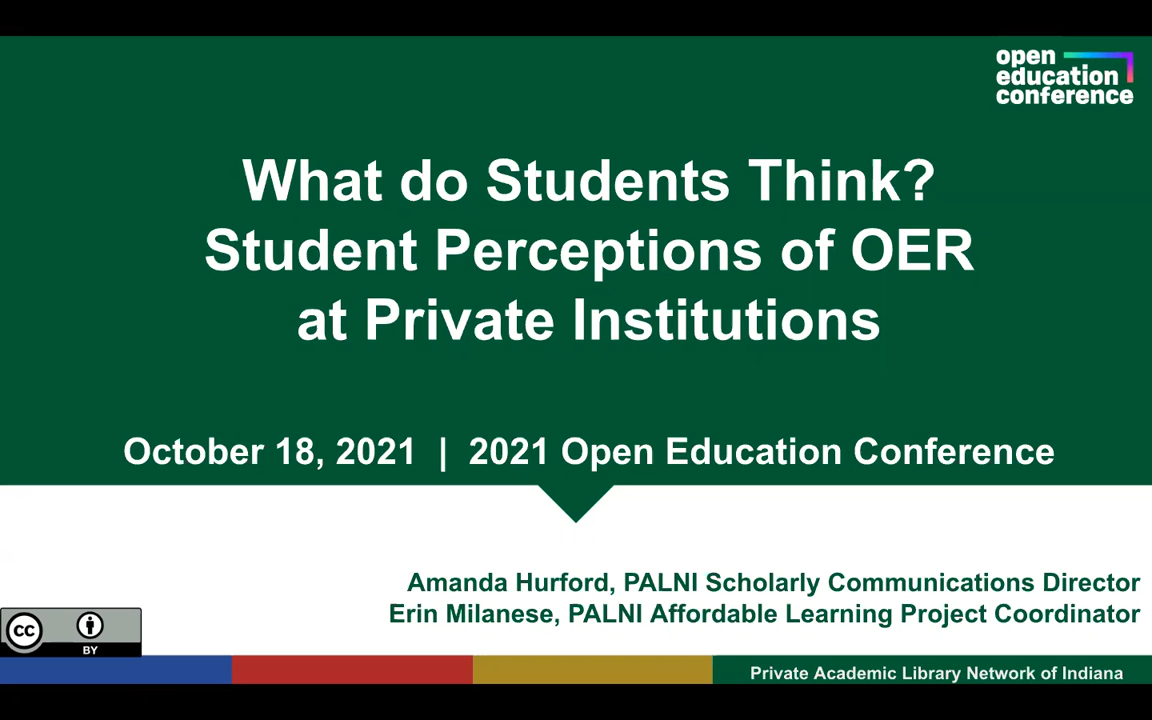 open
education
conference
What do Students Think?
Student Perceptions of OER
at Private Institutions
October 18, 2021 | 2021 Open Education Conference
Amanda Hurford, PALNI Scholarly Communications Director
Erin Milanese, PALNI Affordable Learning Project Coordinator
cc
BY
Private Academic Library Network of Indiana